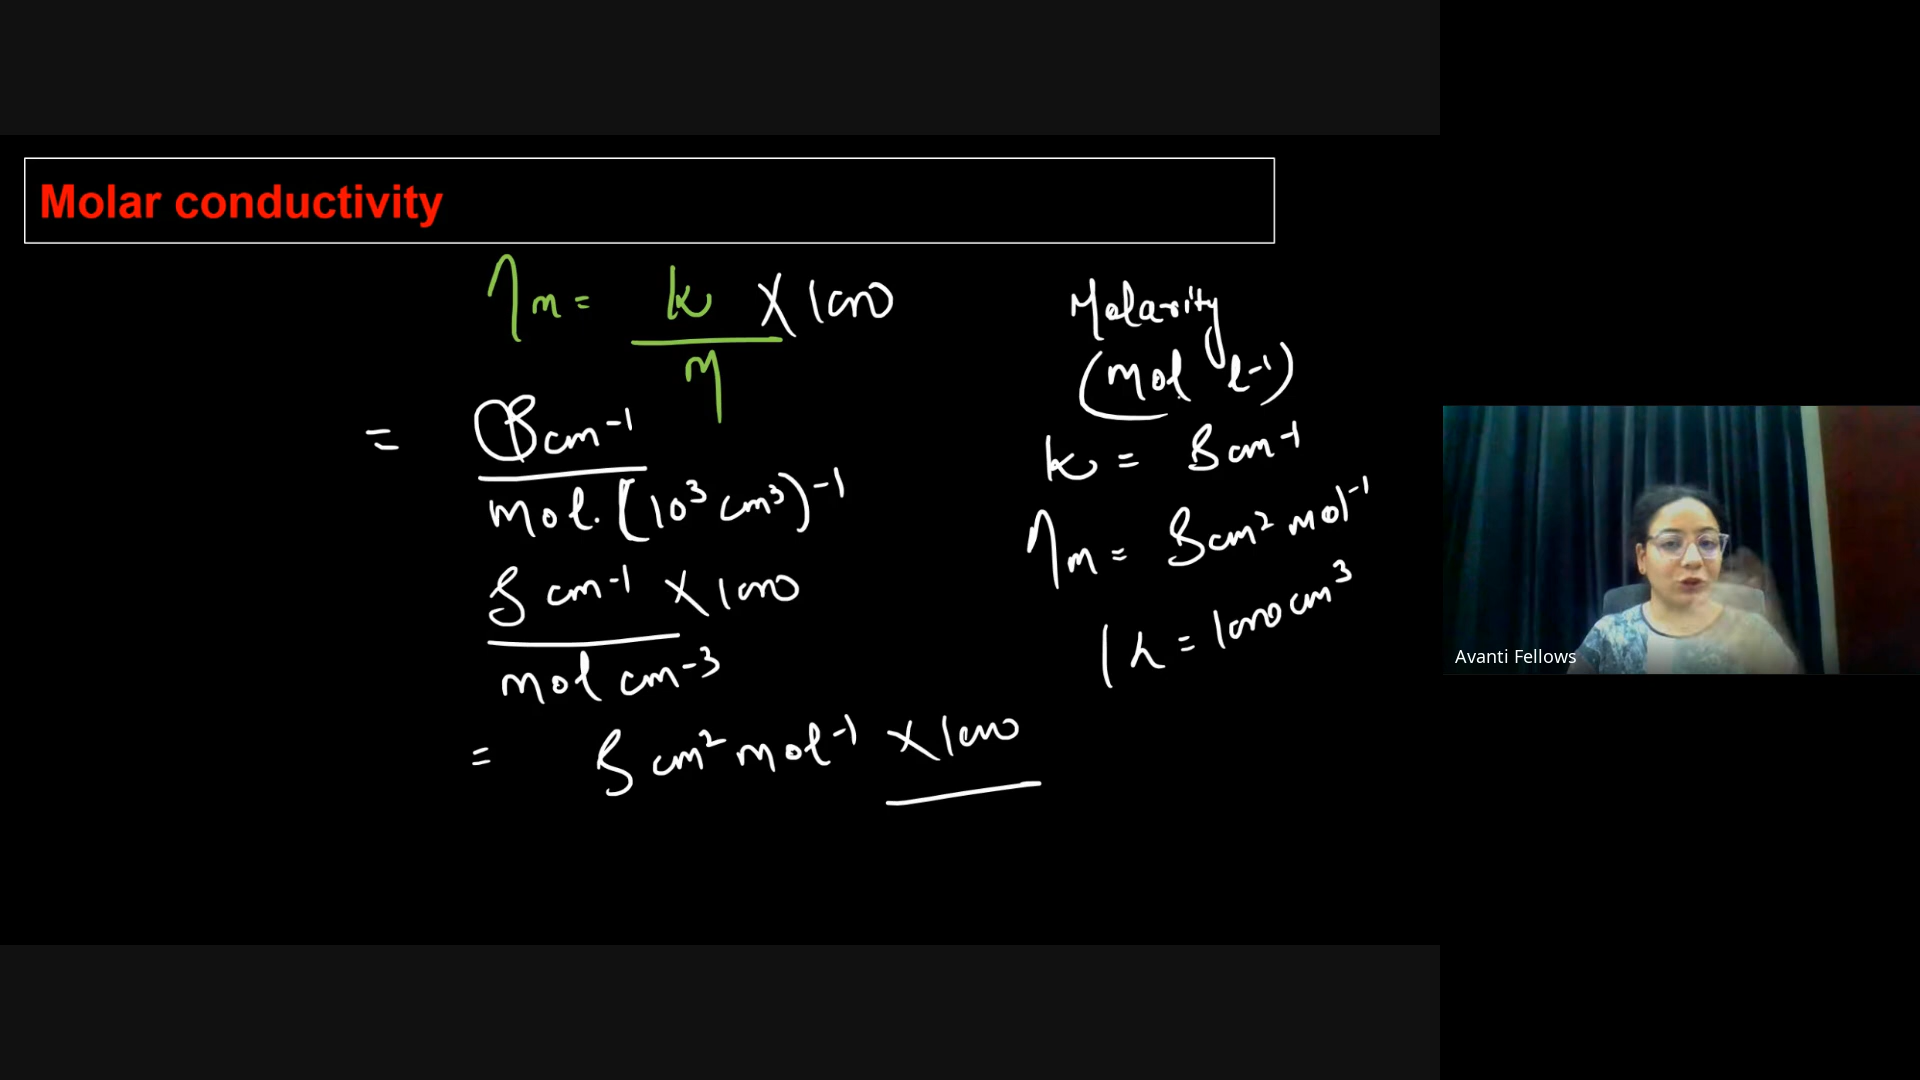 Molar conductivity
Λm = k × 1000
M
= S cm⁻¹
mol. (10³ cm³)⁻¹
S cm⁻¹ × 1000
mol cm⁻³
= S cm² mol⁻¹ × 1000
Molarity
(mol l⁻¹)
k = S cm⁻¹
Λm = S cm² mol⁻¹
1 L = 1000 cm³
Avanti Fellows